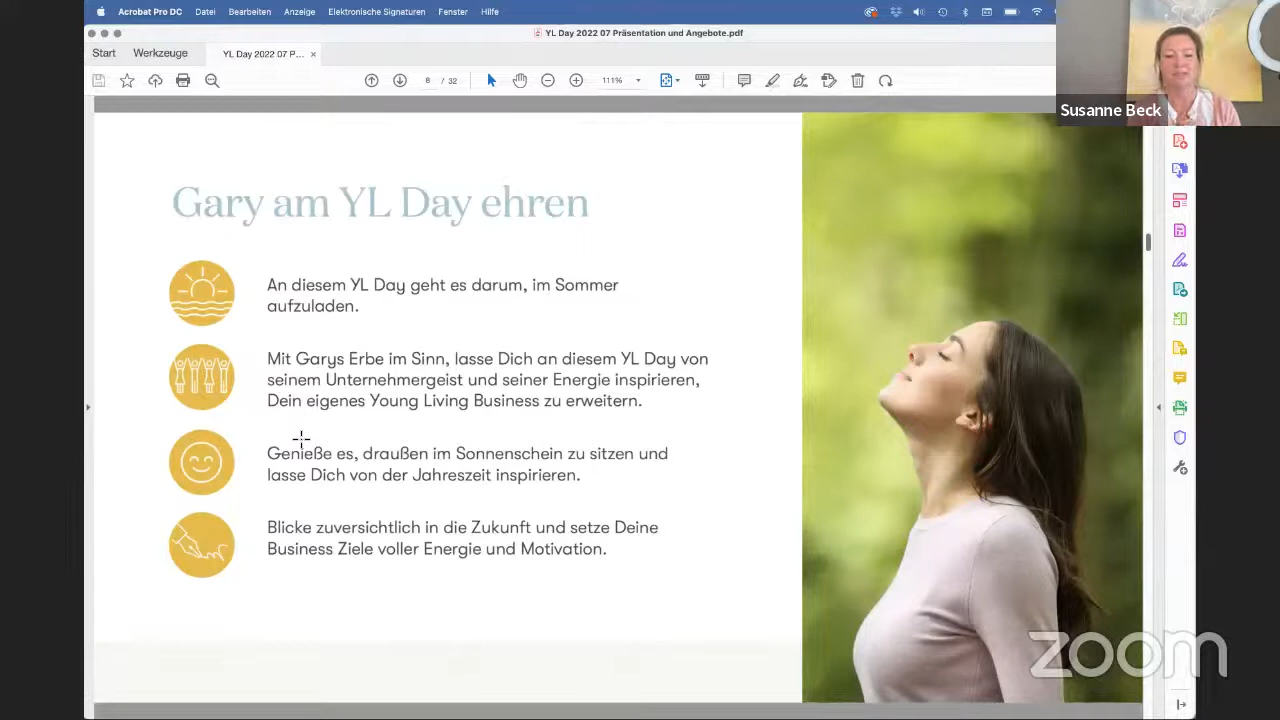 Acrobat Pro DC Datei Bearbeiten Anzeige Elektronische Signaturen Fenster Hilfe
YL Day 2022 07 Präsentation und Angebote.pdf
Start Werkzeuge YL Day 2022 07 P... ×
8 / 32 111%
Susanne Beck
Gary am YL Day ehren
An diesem YL Day geht es darum, im Sommer
aufzuladen.
Mit Garys Erbe im Sinn, lasse Dich an diesem YL Day von
seinem Unternehmergeist und seiner Energie inspirieren,
Dein eigenes Young Living Business zu erweitern.
Genieße es, draußen im Sonnenschein zu sitzen und
lasse Dich von der Jahreszeit inspirieren.
Blicke zuversichtlich in die Zukunft und setze Deine
Business Ziele voller Energie und Motivation.
zoom